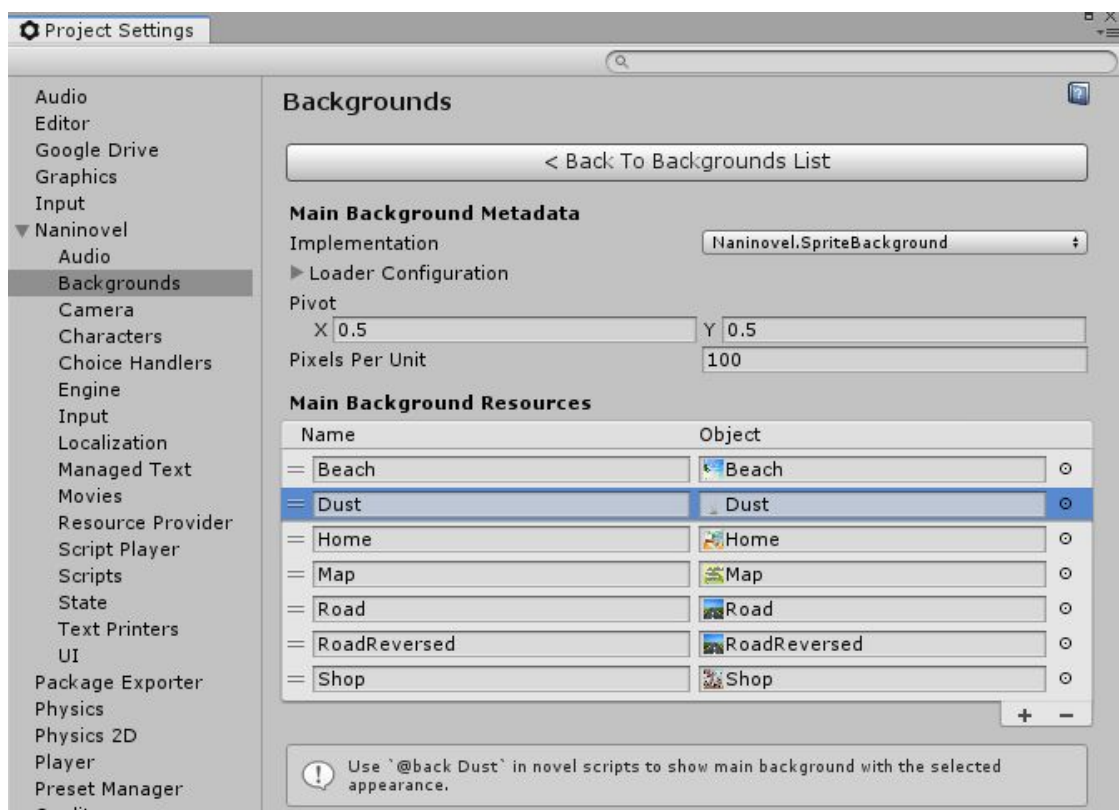 Project Settings
Audio
Editor
Google Drive
Graphics
Input
Naninovel
Audio
Backgrounds
Camera
Characters
Choice Handlers
Engine
Input
Localization
Managed Text
Movies
Resource Provider
Script Player
Scripts
State
Text Printers
UI
Package Exporter
Physics
Physics 2D
Player
Preset Manager
Backgrounds
< Back To Backgrounds List
Main Background Metadata
Implementation Naninovel.SpriteBackground
Loader Configuration
Pivot
X 0.5 Y 0.5
Pixels Per Unit 100
Main Background Resources
Name Object
Beach Beach
Dust Dust
Home Home
Map Map
Road Road
RoadReversed RoadReversed
Shop Shop
+ −
Use `@back Dust` in novel scripts to show main background with the selected
appearance.